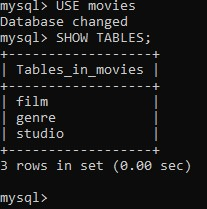 mysql> USE movies
Database changed
mysql> SHOW TABLES;
+------------------+
| Tables_in_movies |
+------------------+
| film             |
| genre            |
| studio           |
+------------------+
3 rows in set (0.00 sec)
mysql>